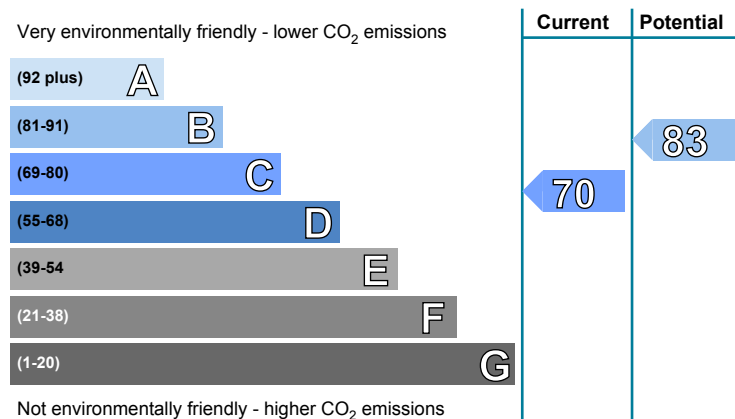 Very environmentally friendly - lower CO₂ emissions
Current
Potential
(92 plus) A
(81-91) B
(69-80) C
(55-68) D
(39-54 E
(21-38) F
(1-20) G
70
83
Not environmentally friendly - higher CO₂ emissions